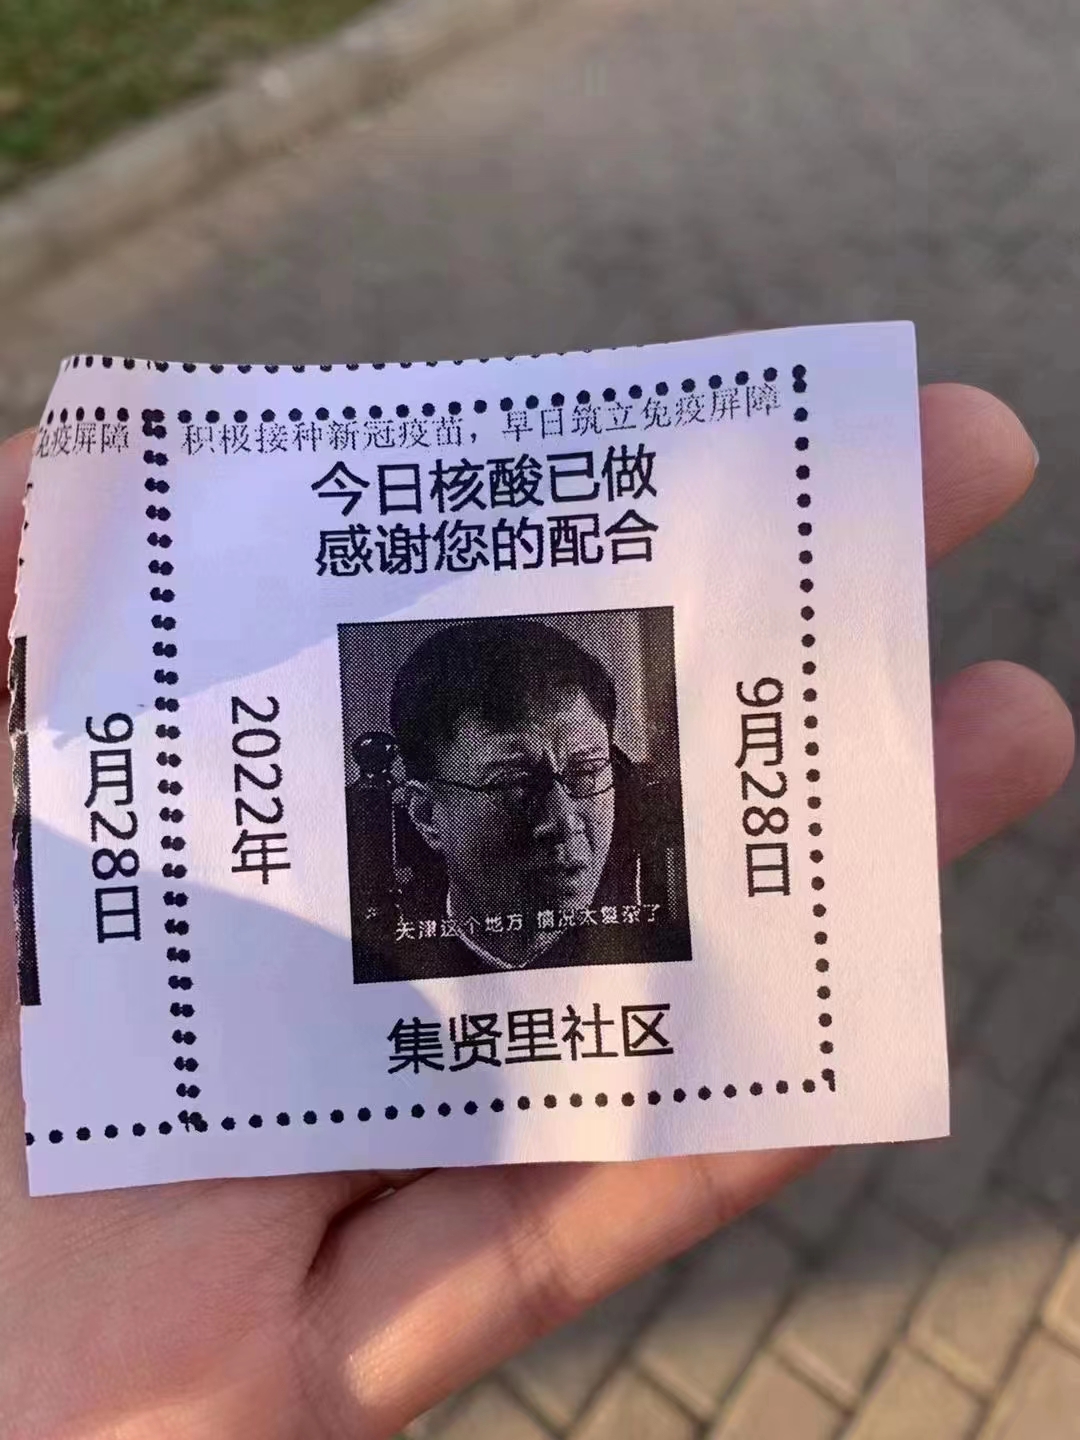 免疫屏障
9月28日
积极接种新冠疫苗，早日筑立免疫屏障
今日核酸已做
感谢您的配合
2022年
9月28日
天津这个地方 情况太复杂了
集贤里社区